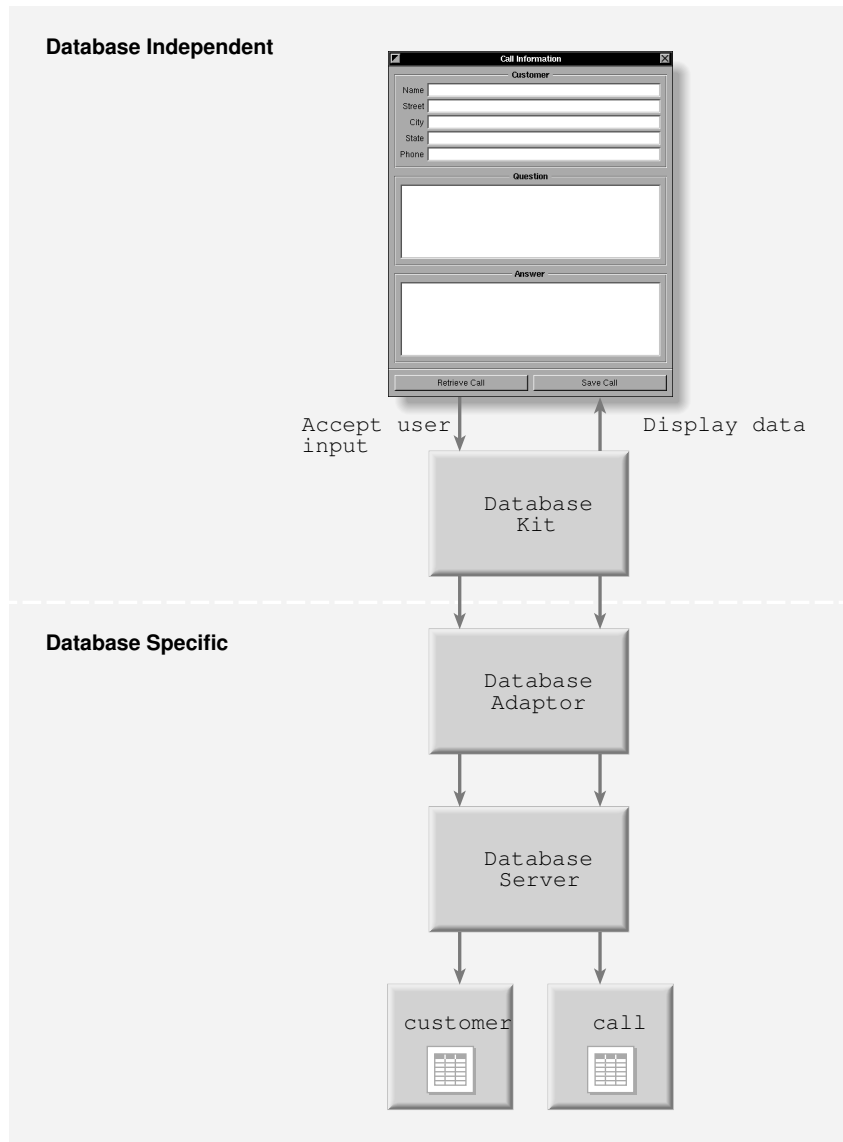 Database Independent
Call Information
Customer
Name
Street
City
State
Phone
Question
Answer
Retrieve Call
Save Call
Accept user
input
Display data
Database
Kit
Database Specific
Database
Adaptor
Database
Server
customer
call